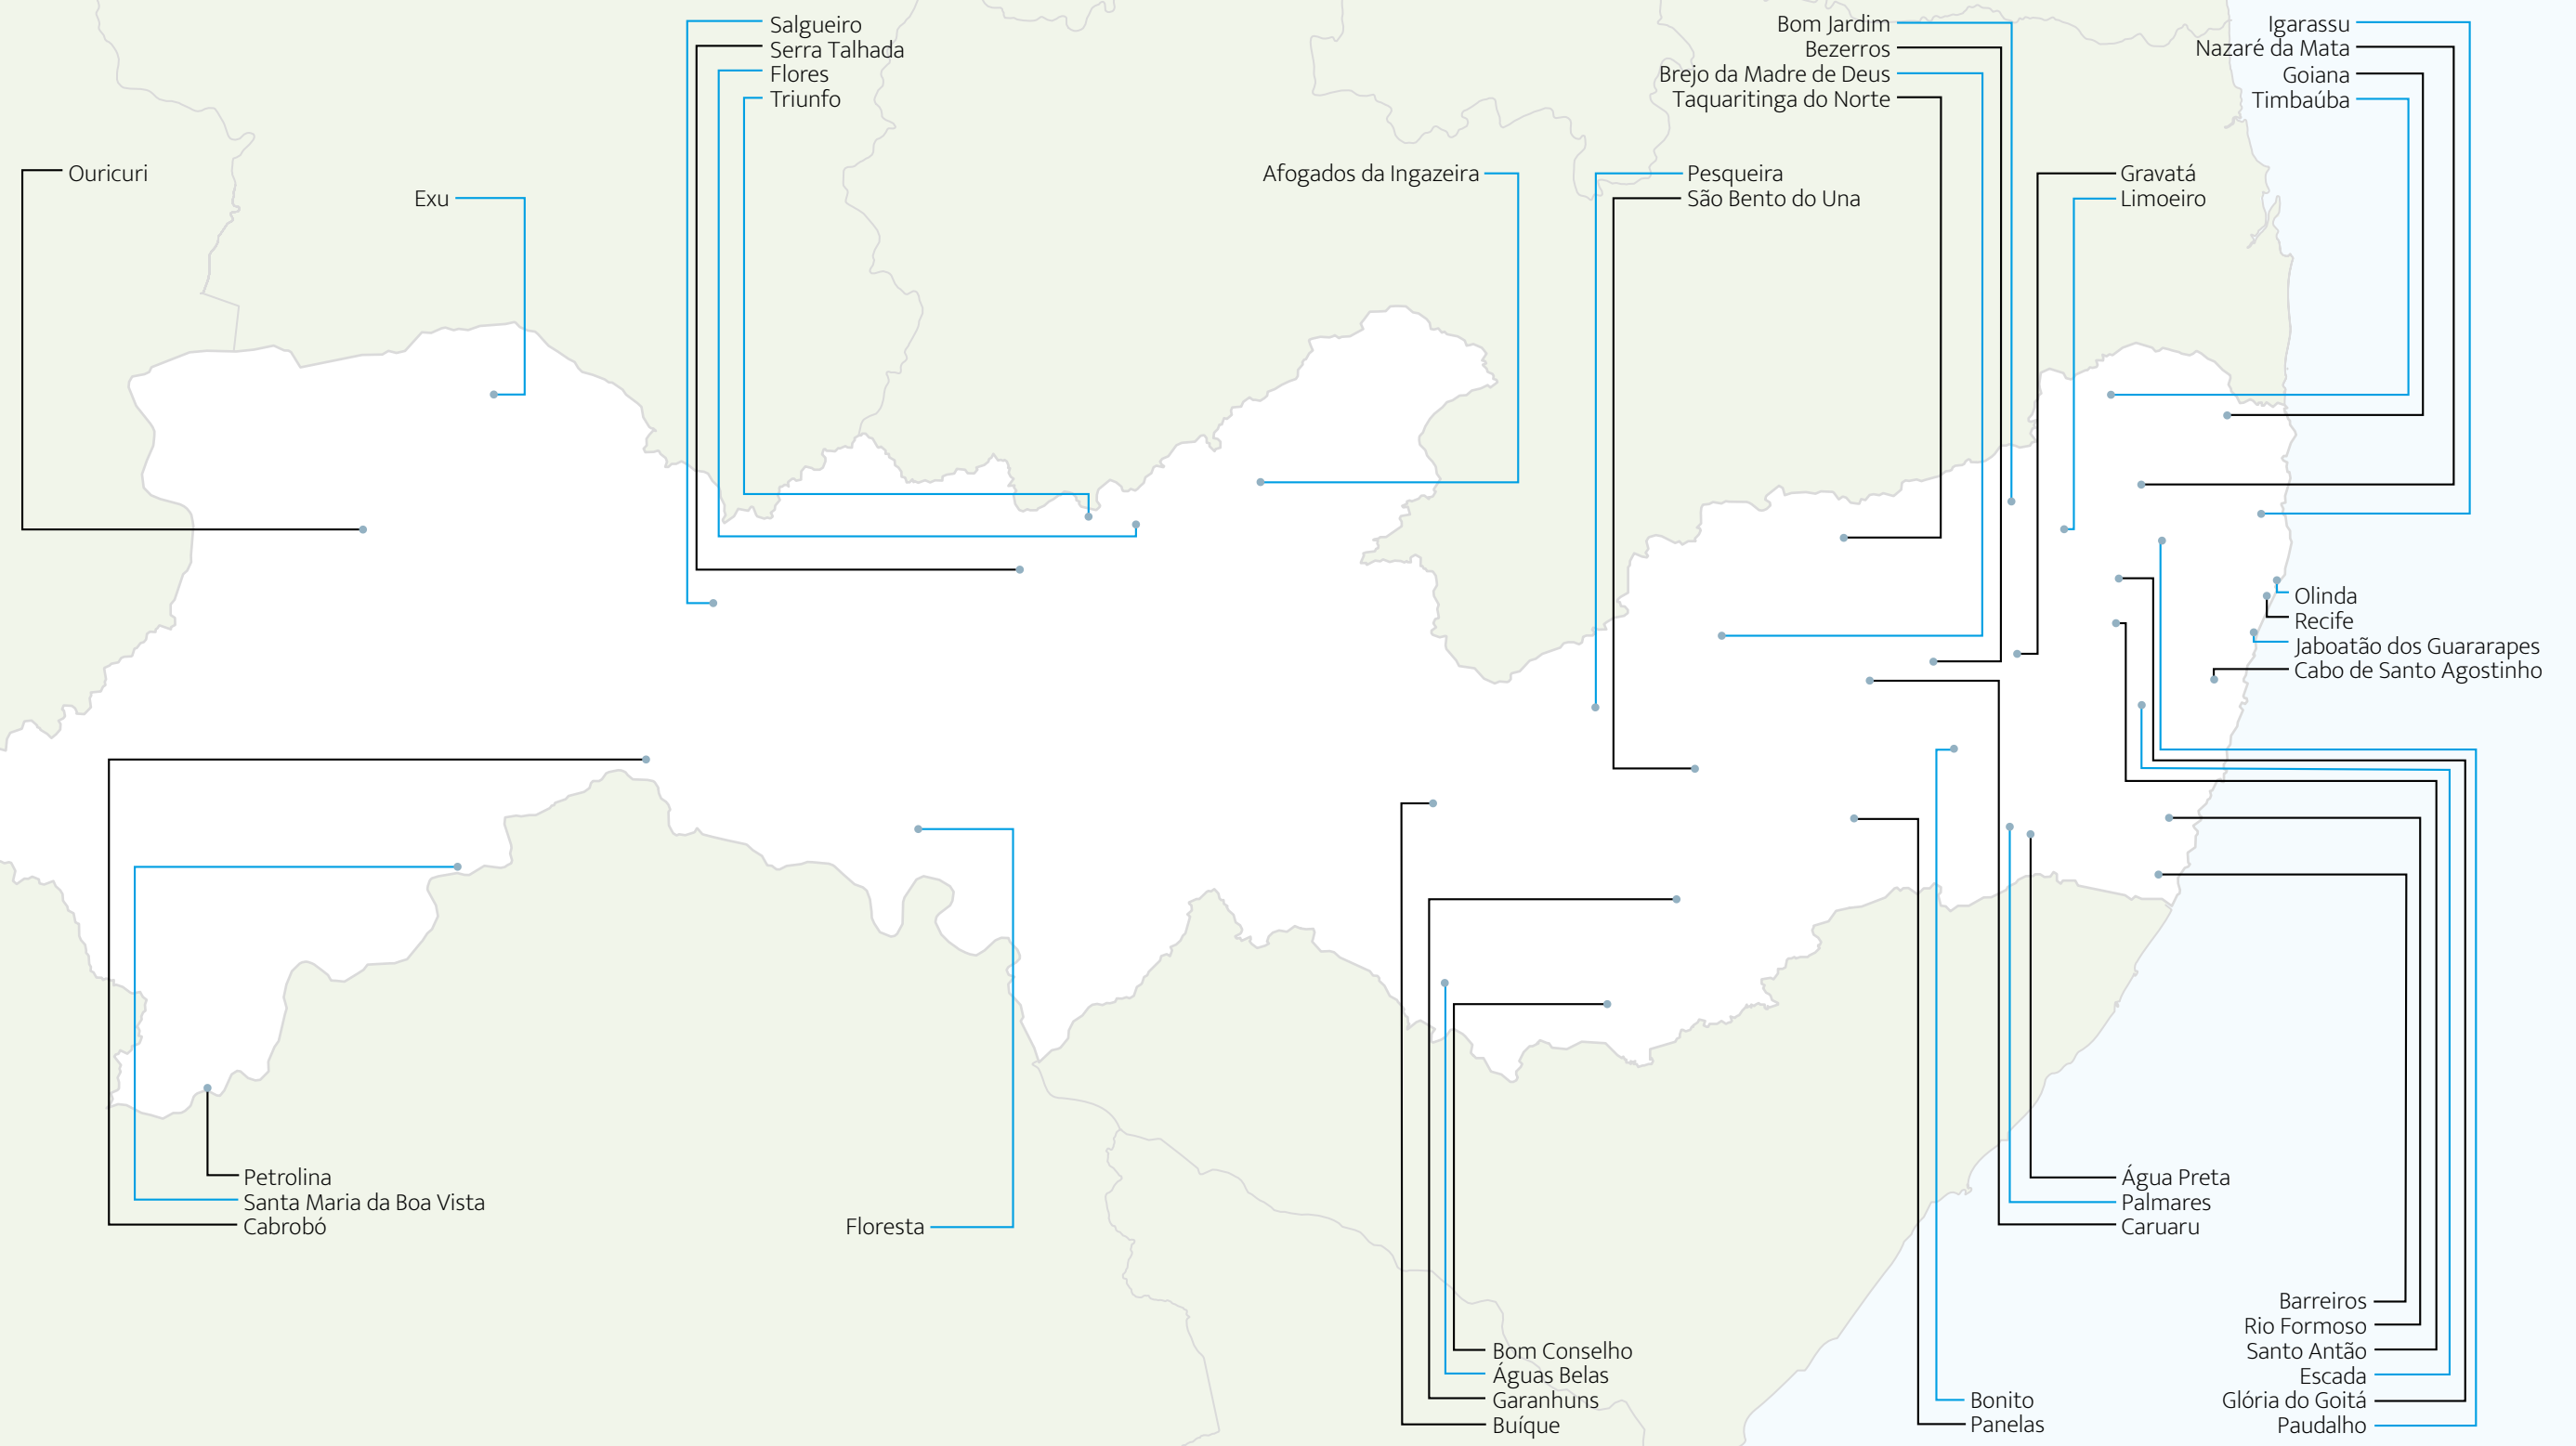 Salgueiro
Serra Talhada
Flores
Triunfo
Bom Jardim
Bezerros
Brejo da Madre de Deus
Taquaritinga do Norte
Igarassu
Nazaré da Mata
Goiana
Timbaúba
Ouricuri
Exu
Afogados da Ingazeira
Pesqueira
São Bento do Una
Gravatá
Limoeiro
Olinda
Recife
Jaboatão dos Guararapes
Cabo de Santo Agostinho
Petrolina
Santa Maria da Boa Vista
Cabrobó
Floresta
Água Preta
Palmares
Caruaru
Bom Conselho
Águas Belas
Garanhuns
Buíque
Bonito
Panelas
Barreiros
Rio Formoso
Santo Antão
Escada
Glória do Goitá
Paudalho